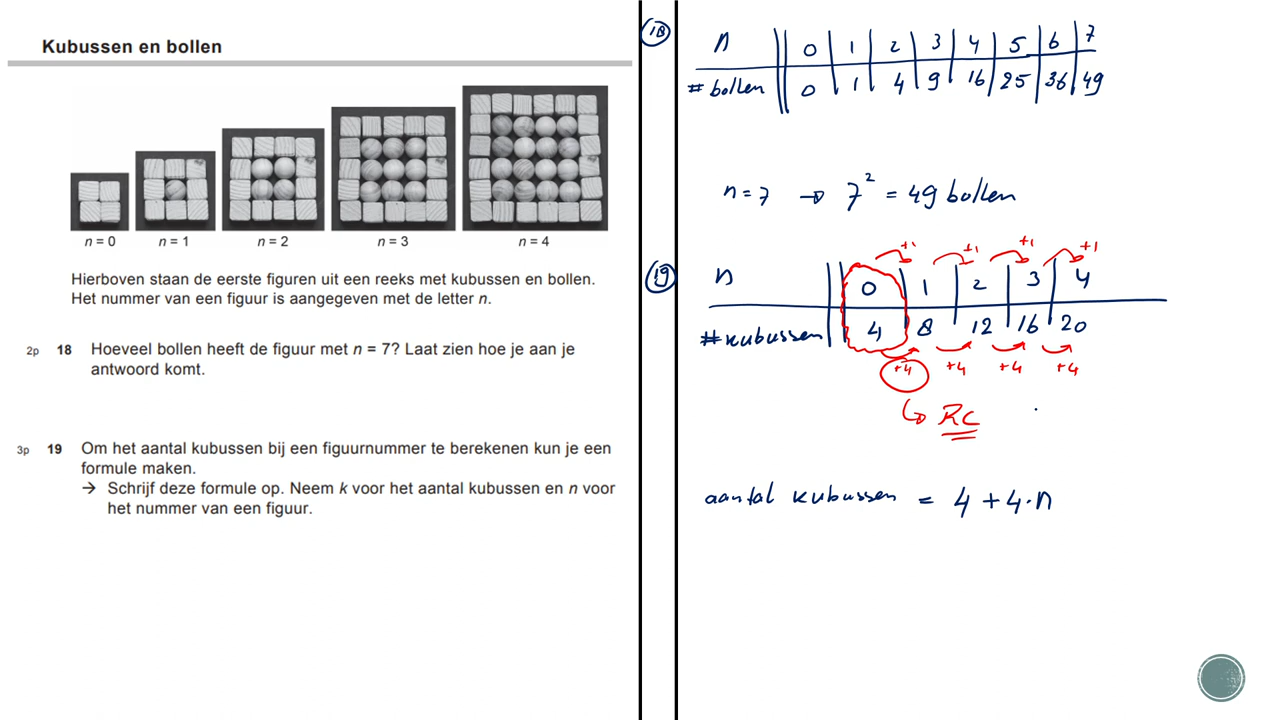 Kubussen en bollen
n = 0 n = 1 n = 2 n = 3 n = 4
Hierboven staan de eerste figuren uit een reeks met kubussen en bollen.
Het nummer van een figuur is aangegeven met de letter n.
2p 18 Hoeveel bollen heeft de figuur met n = 7? Laat zien hoe je aan je
antwoord komt.
3p 19 Om het aantal kubussen bij een figuurnummer te berekenen kun je een
formule maken.
→ Schrijf deze formule op. Neem k voor het aantal kubussen en n voor
het nummer van een figuur.
18
n 0 1 2 3 4 5 6 7
# bollen 0 1 4 9 16 25 36 49
n = 7 → 7² = 49 bollen
19
+1 +1 +1 +1
n 0 1 2 3 4
# kubussen 4 8 12 16 20
+4 +4 +4 +4
↳ RC
aantal kubussen = 4 + 4 · n